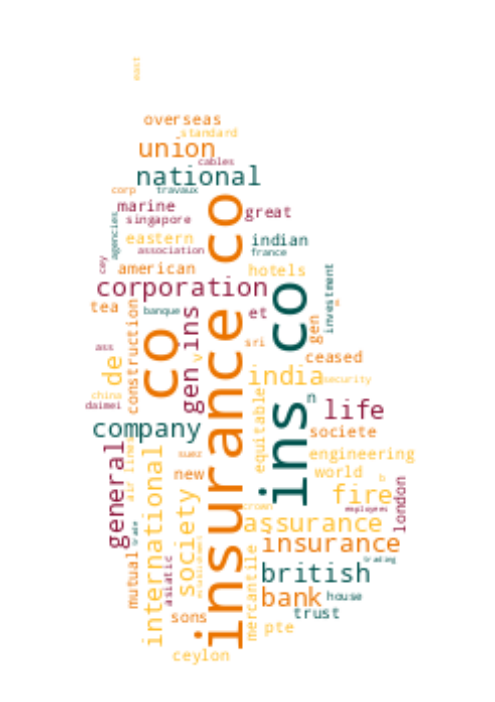 east
overseas
standard
union
cables
national
corp
travaux
marine
great
singapore
agencies
eastern
indian
association
france
cey
american
hotels
corporation
investment
tea
banque
et
construction
insurance co
ins co
co
gen ins
gen
sri
ass
ceased
de
v
india
security
china
daimei
n
life
equitable
company
societe
general
air lines
suez
engineering
world
new
b
fire
london
international
society
crown
employees
assurance
trade
insurance
mutual
asiatic
mercantile
trading
british
bank
house
sons
trust
pte
ceylon